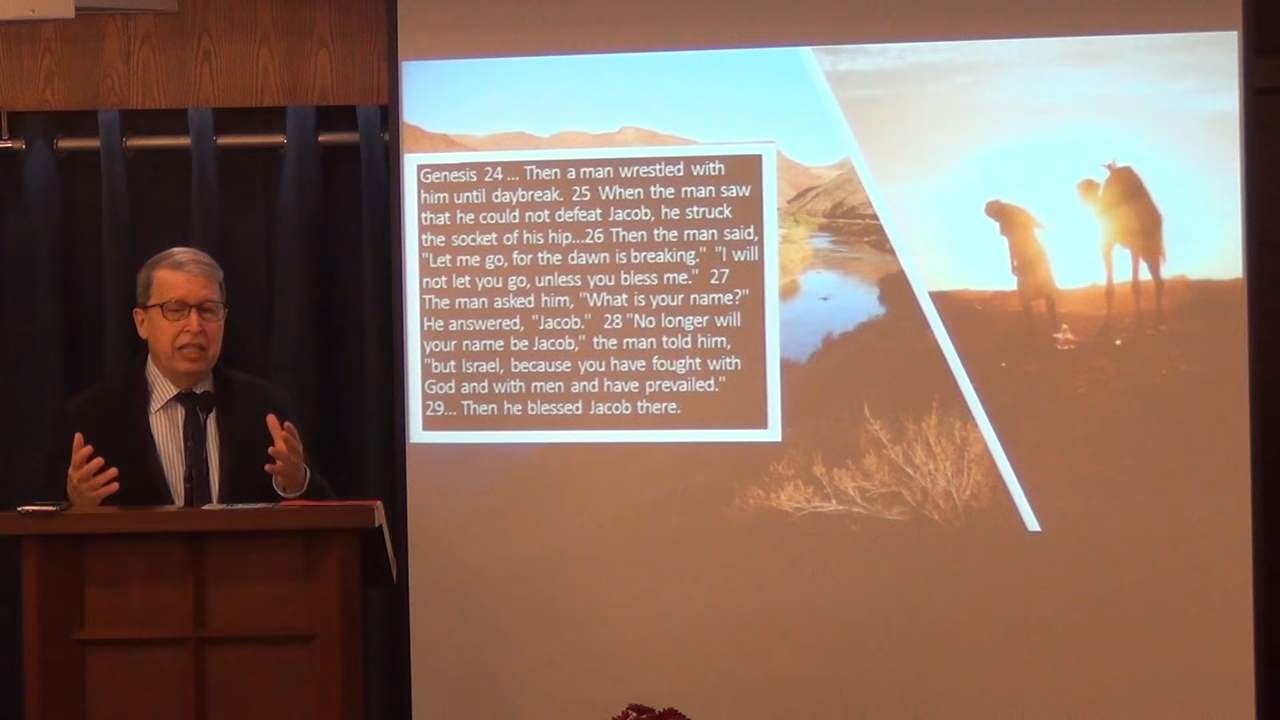 Genesis 24... Then a man wrestled with
him until daybreak. 25 When the man saw
that he could not defeat Jacob, he struck
the socket of his hip...26 Then the man said,
"Let me go, for the dawn is breaking." "I will
not let you go, unless you bless me." 27
The man asked him, "What is your name?"
He answered, "Jacob." 28 "No longer will
your name be Jacob," the man told him,
"but Israel, because you have fought with
God and with men and have prevailed."
29... Then he blessed Jacob there.